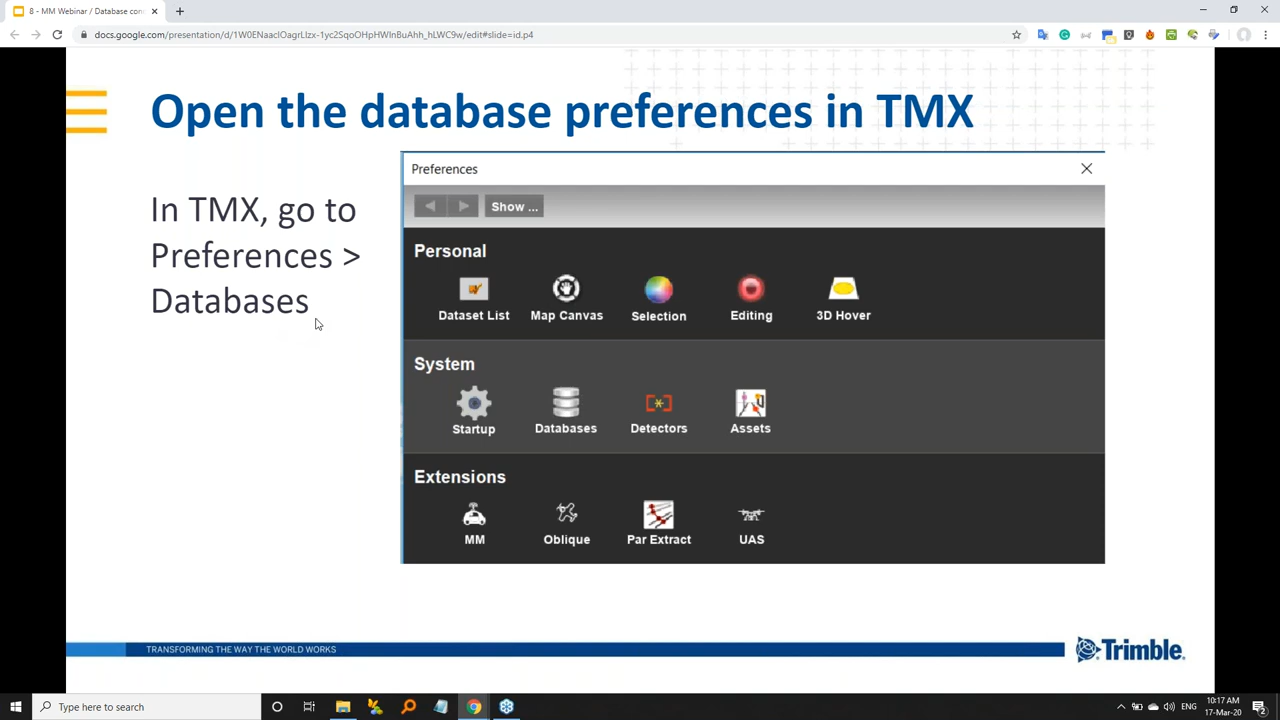 8 - MM Webinar / Database con
docs.google.com/presentation/d/1W0ENaaclOagrLIzx-1yc2SqoOHpHWlnBuAhh_hLWC9w/edit#slide=id.p4
Open the database preferences in TMX
In TMX, go to
Preferences >
Databases
Preferences
Show ...
Personal
Dataset List Map Canvas Selection Editing 3D Hover
System
Startup Databases Detectors Assets
Extensions
MM Oblique Par Extract UAS
TRANSFORMING THE WAY THE WORLD WORKS
Trimble
Type here to search
ENG
10:17 AM
17-Mar-20
2